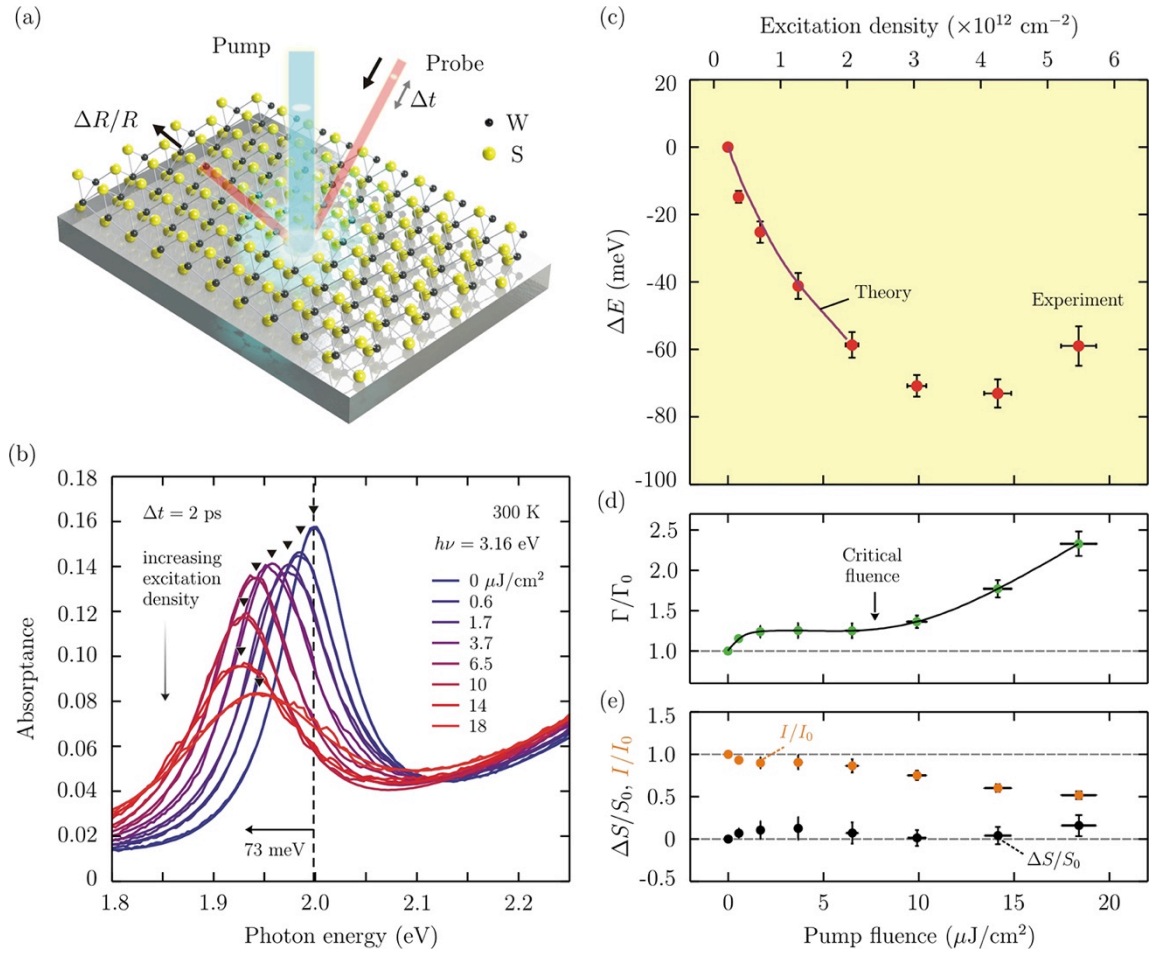 (a)
Pump
Probe
Δt
ΔR/R
W
S
(b)
Δt = 2 ps
300 K
hν = 3.16 eV
increasing
excitation
density
0 μJ/cm²
0.6
1.7
3.7
6.5
10
14
18
73 meV
0.18
0.16
0.14
0.12
0.10
0.08
0.06
0.04
0.02
0
Absorptance
1.8 1.9 2.0 2.1 2.2
Photon energy (eV)
(c)
Excitation density (×10¹² cm⁻²)
0 1 2 3 4 5 6
20
0
-20
-40
-60
-80
-100
ΔE (meV)
Theory
Experiment
(d)
2.5
2.0
1.5
1.0
Γ/Γ₀
Critical
fluence
(e)
1.5
1.0
0.5
0
-0.5
ΔS/S₀, I/I₀
I/I₀
ΔS/S₀
0 5 10 15 20
Pump fluence (μJ/cm²)